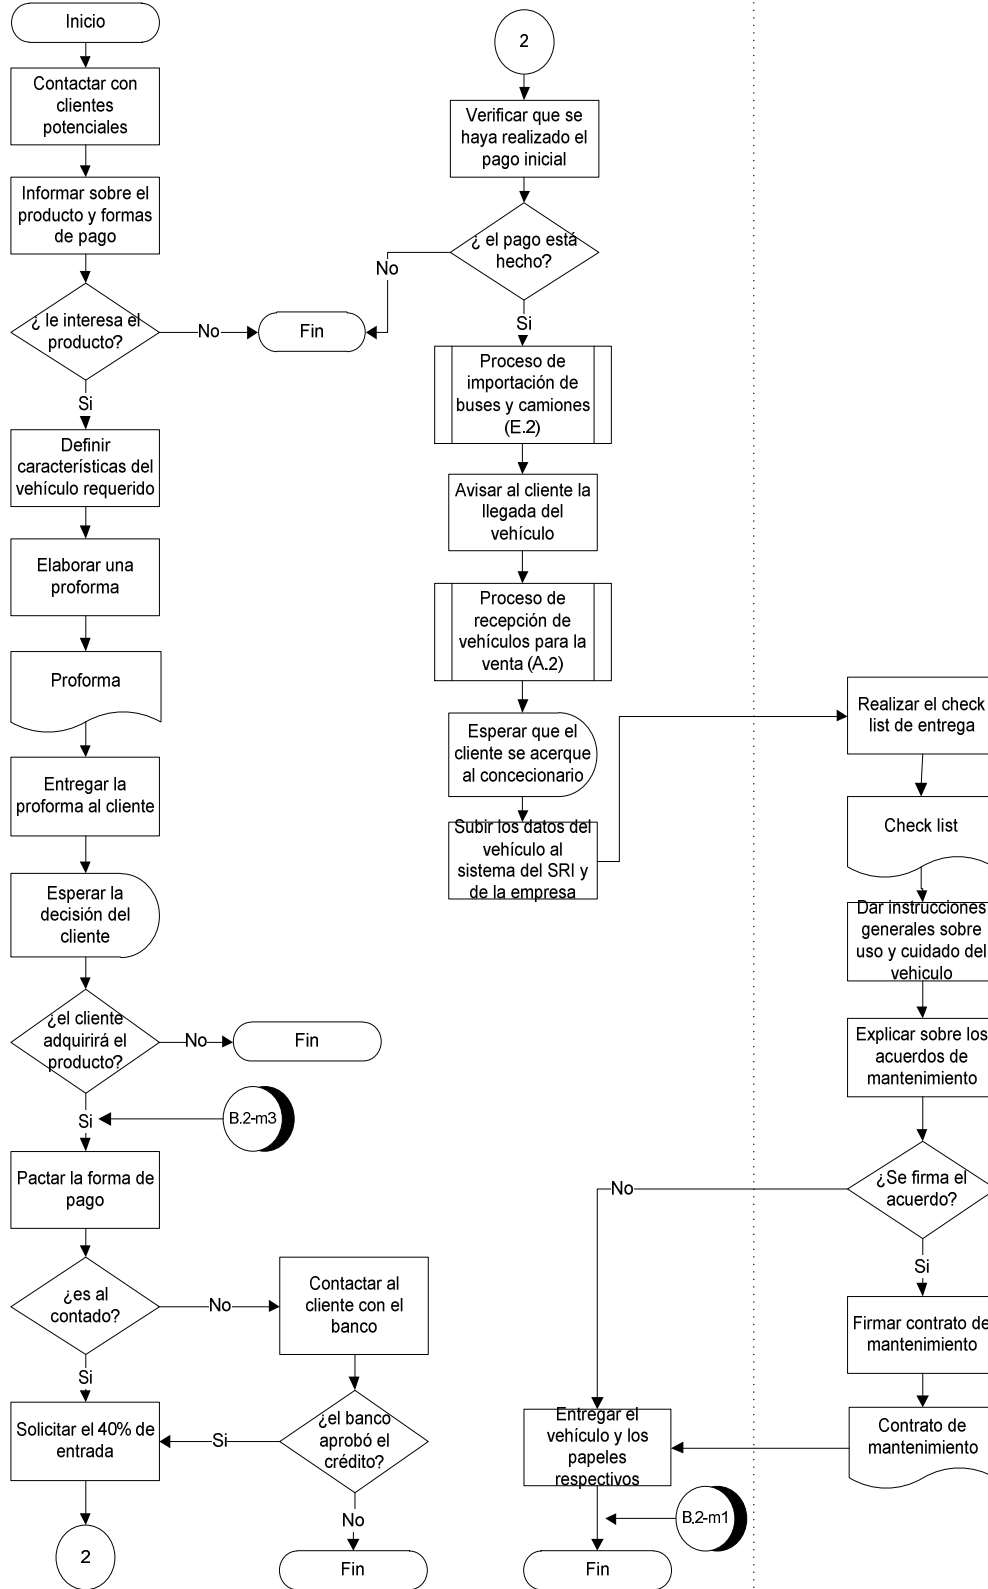 Inicio
Contactar con
clientes
potenciales
Informar sobre el
producto y formas
de pago
¿ le interesa el
producto?
No
Fin
Si
Definir
características del
vehículo requerido
Elaborar una
proforma
Proforma
Entregar la
proforma al cliente
Esperar la
decisión del
cliente
¿el cliente
adquirirá el
producto?
No
Fin
Si
B.2-m3
Pactar la forma de
pago
¿es al
contado?
No
Contactar al
cliente con el
banco
Si
Solicitar el 40% de
entrada
Si
¿el banco
aprobó el
crédito?
No
Fin
2
2
Verificar que se
haya realizado el
pago inicial
¿ el pago está
hecho?
No
Si
Proceso de
importación de
buses y camiones
(E.2)
Avisar al cliente la
llegada del
vehículo
Proceso de
recepción de
vehículos para la
venta (A.2)
Esperar que el
cliente se acerque
al concecionario
Subir los datos del
vehículo al
sistema del SRI y
de la empresa
Realizar el check
list de entrega
Check list
Dar instrucciones
generales sobre
uso y cuidado del
vehiculo
Explicar sobre los
acuerdos de
mantenimiento
¿Se firma el
acuerdo?
No
Si
Firmar contrato de
mantenimiento
Contrato de
mantenimiento
Entregar el
vehículo y los
papeles
respectivos
B.2-m1
Fin